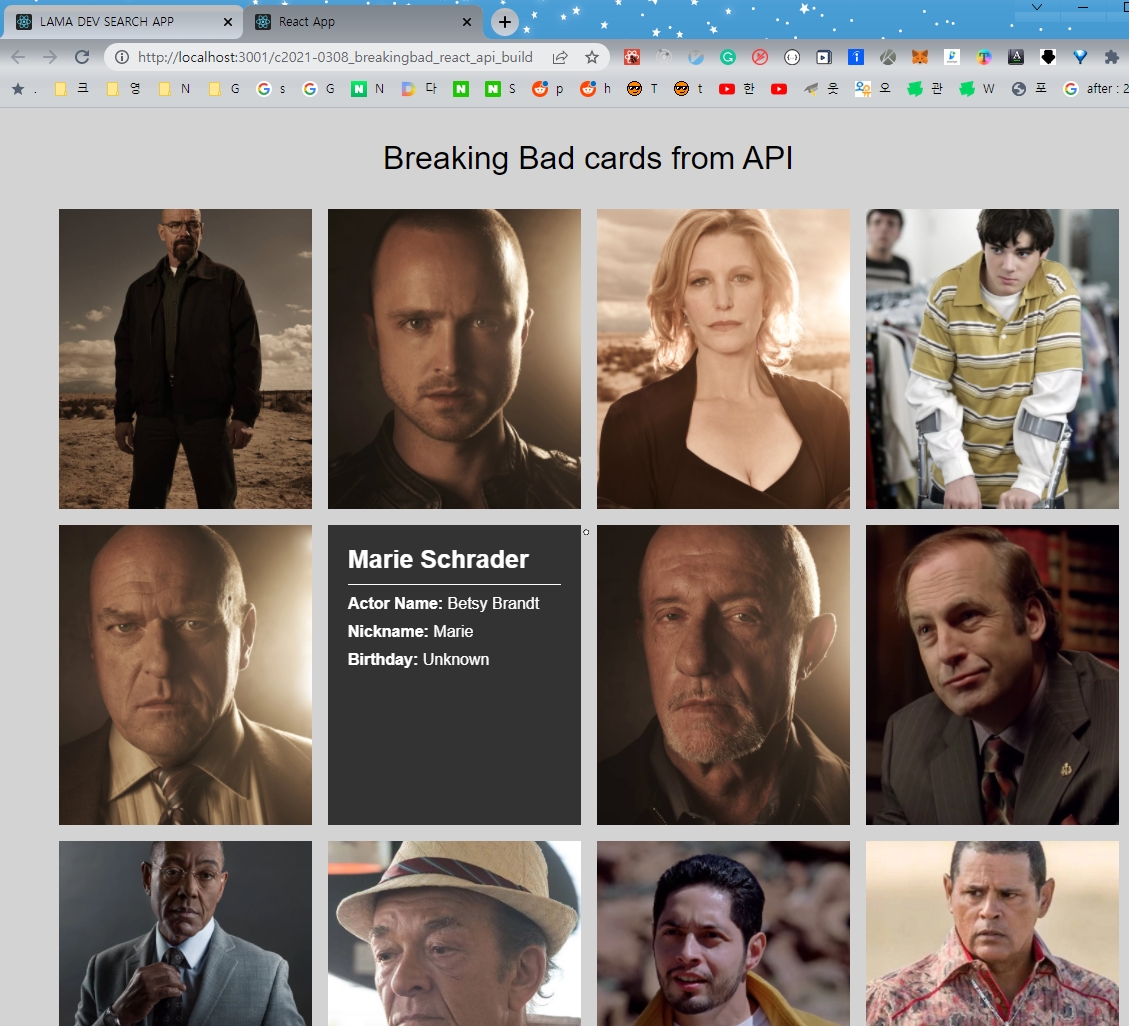 LAMA DEV SEARCH APP
React App
http://localhost:3001/c2021-0308_breakingbad_react_api_build
. 크 영 N G s G N 다 N S p h T t 한 웃 오 관 W 프 after : 2
Breaking Bad cards from API
Marie Schrader
Actor Name: Betsy Brandt
Nickname: Marie
Birthday: Unknown